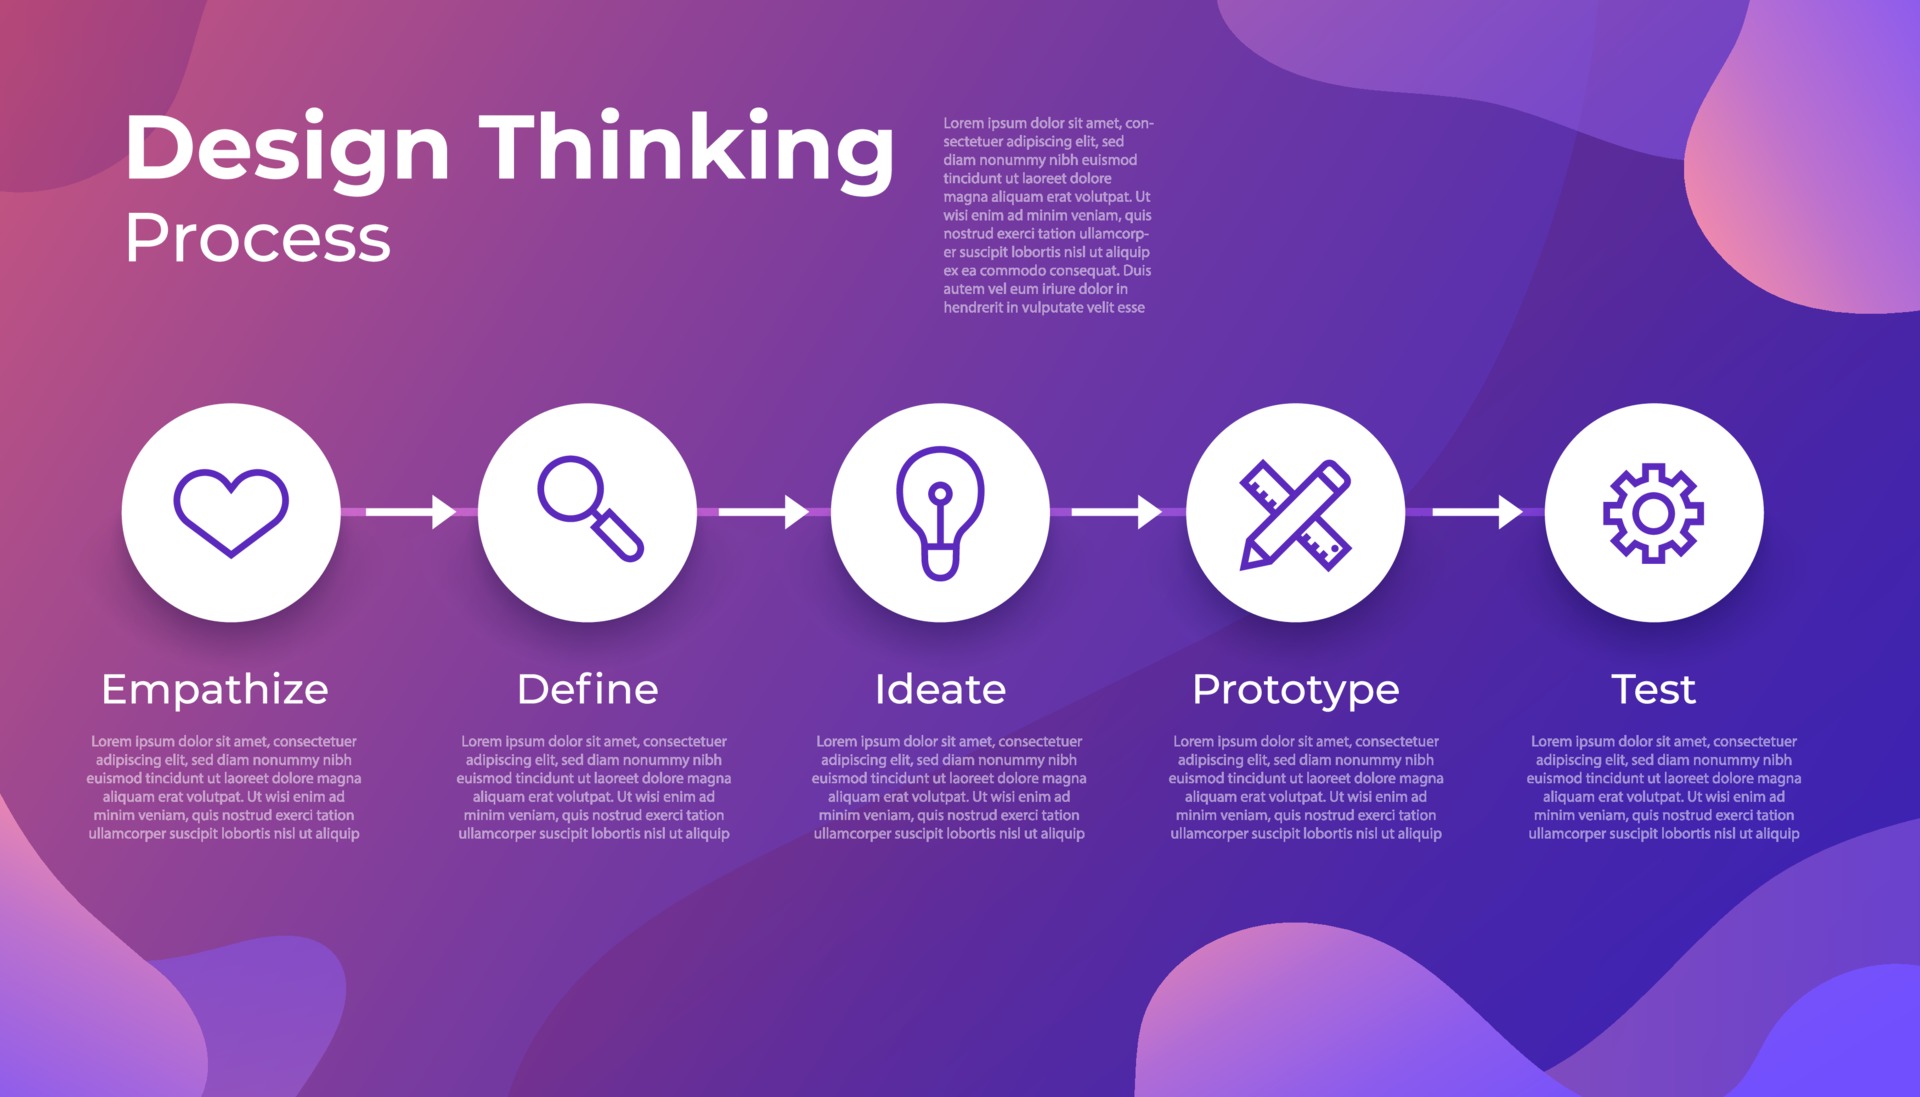 Design Thinking
Process
Lorem ipsum dolor sit amet, con-
sectetuer adipiscing elit, sed
diam nonummy nibh euismod
tincidunt ut laoreet dolore
magna aliquam erat volutpat. Ut
wisi enim ad minim veniam, quis
nostrud exerci tation ullamcorp-
er suscipit lobortis nisl ut aliquip
ex ea commodo consequat. Duis
autem vel eum iriure dolor in
hendrerit in vulputate velit esse
Empathize
Lorem ipsum dolor sit amet, consectetuer
adipiscing elit, sed diam nonummy nibh
euismod tincidunt ut laoreet dolore magna
aliquam erat volutpat. Ut wisi enim ad
minim veniam, quis nostrud exerci tation
ullamcorper suscipit lobortis nisl ut aliquip
Define
Lorem ipsum dolor sit amet, consectetuer
adipiscing elit, sed diam nonummy nibh
euismod tincidunt ut laoreet dolore magna
aliquam erat volutpat. Ut wisi enim ad
minim veniam, quis nostrud exerci tation
ullamcorper suscipit lobortis nisl ut aliquip
Ideate
Lorem ipsum dolor sit amet, consectetuer
adipiscing elit, sed diam nonummy nibh
euismod tincidunt ut laoreet dolore magna
aliquam erat volutpat. Ut wisi enim ad
minim veniam, quis nostrud exerci tation
ullamcorper suscipit lobortis nisl ut aliquip
Prototype
Lorem ipsum dolor sit amet, consectetuer
adipiscing elit, sed diam nonummy nibh
euismod tincidunt ut laoreet dolore magna
aliquam erat volutpat. Ut wisi enim ad
minim veniam, quis nostrud exerci tation
ullamcorper suscipit lobortis nisl ut aliquip
Test
Lorem ipsum dolor sit amet, consectetuer
adipiscing elit, sed diam nonummy nibh
euismod tincidunt ut laoreet dolore magna
aliquam erat volutpat. Ut wisi enim ad
minim veniam, quis nostrud exerci tation
ullamcorper suscipit lobortis nisl ut aliquip